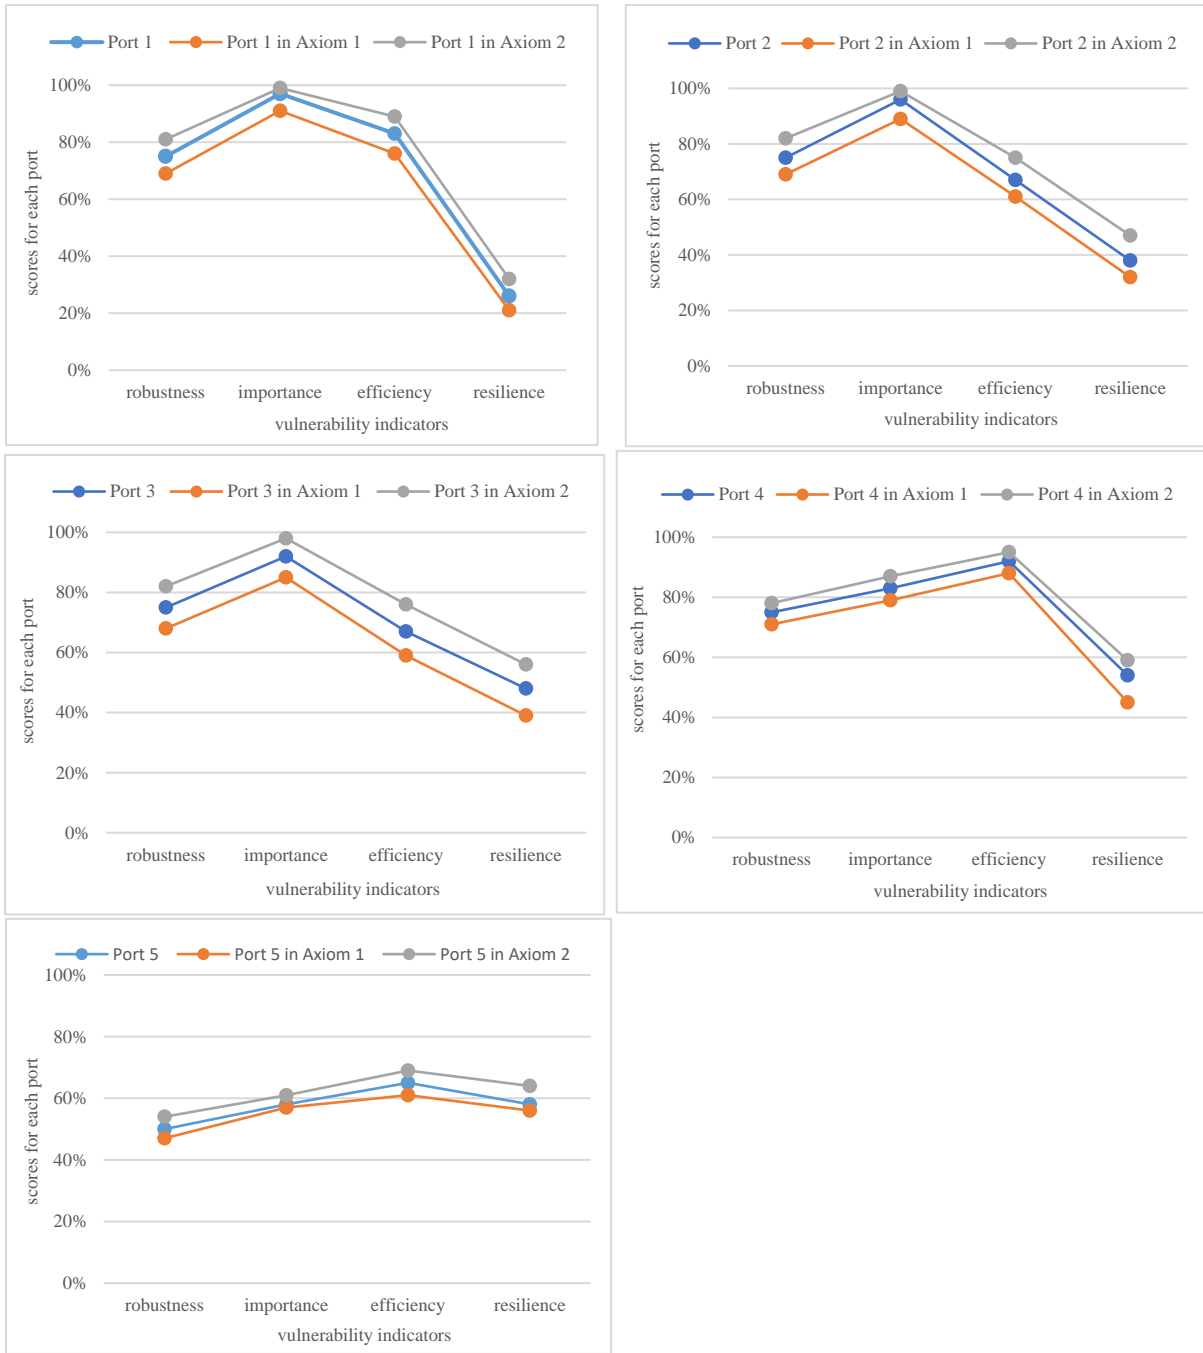 Port 1 Port 1 in Axiom 1 Port 1 in Axiom 2
100%
80%
60%
40%
20%
0%
scores for each port
robustness importance efficiency resilience
vulnerability indicators
Port 2 Port 2 in Axiom 1 Port 2 in Axiom 2
100%
80%
60%
40%
20%
0%
scores for each port
robustness importance efficiency resilience
vulnerability indicators
Port 3 Port 3 in Axiom 1 Port 3 in Axiom 2
100%
80%
60%
40%
20%
0%
scores for each port
robustness importance efficiency resilience
vulnerability indicators
Port 4 Port 4 in Axiom 1 Port 4 in Axiom 2
100%
80%
60%
40%
20%
0%
scores for each port
robustness importance efficiency resilience
vulnerability indicators
Port 5 Port 5 in Axiom 1 Port 5 in Axiom 2
100%
80%
60%
40%
20%
0%
scores for each port
robustness importance efficiency resilience
vulnerability indicators